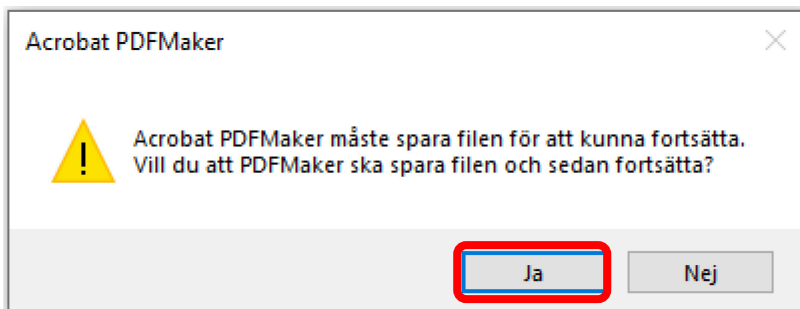 Acrobat PDFMaker
Acrobat PDFMaker måste spara filen för att kunna fortsätta.
Vill du att PDFMaker ska spara filen och sedan fortsätta?
Ja
Nej